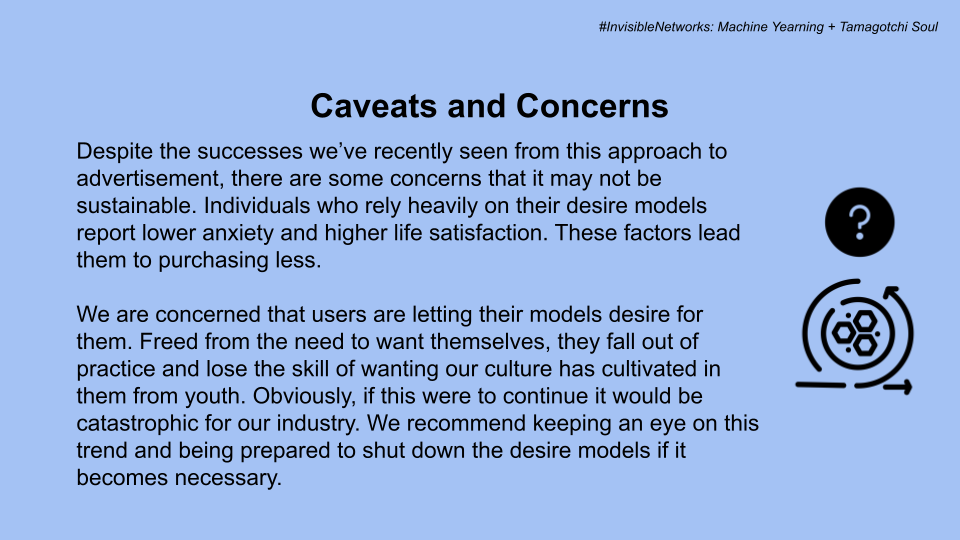 #InvisibleNetworks: Machine Yearning + Tamagotchi Soul
Caveats and Concerns
Despite the successes we’ve recently seen from this approach to
advertisement, there are some concerns that it may not be
sustainable. Individuals who rely heavily on their desire models
report lower anxiety and higher life satisfaction. These factors lead
them to purchasing less.
We are concerned that users are letting their models desire for
them. Freed from the need to want themselves, they fall out of
practice and lose the skill of wanting our culture has cultivated in
them from youth. Obviously, if this were to continue it would be
catastrophic for our industry. We recommend keeping an eye on this
trend and being prepared to shut down the desire models if it
becomes necessary.
?